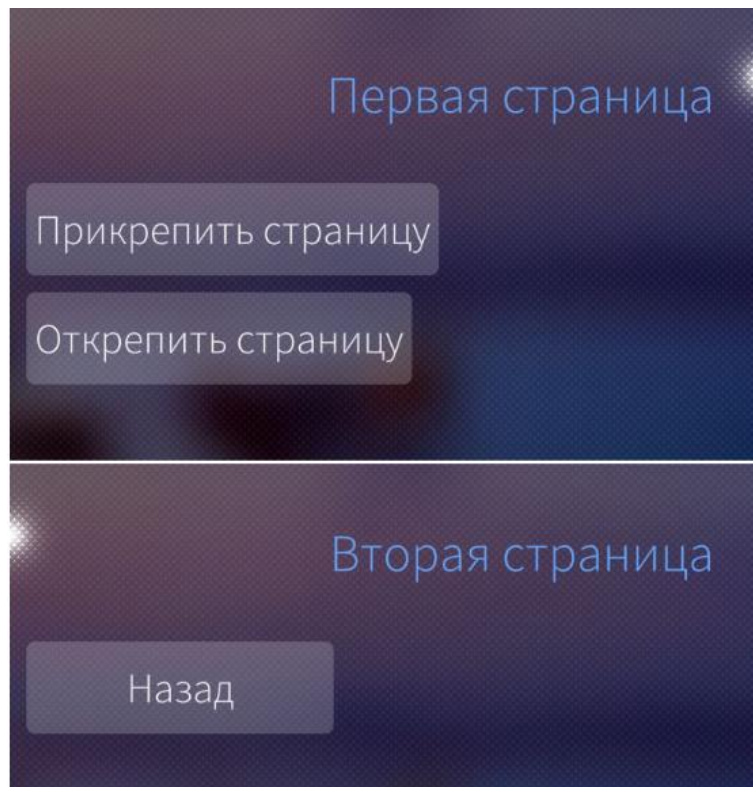 Первая страница
Прикрепить страницу
Открепить страницу
Вторая страница
Назад